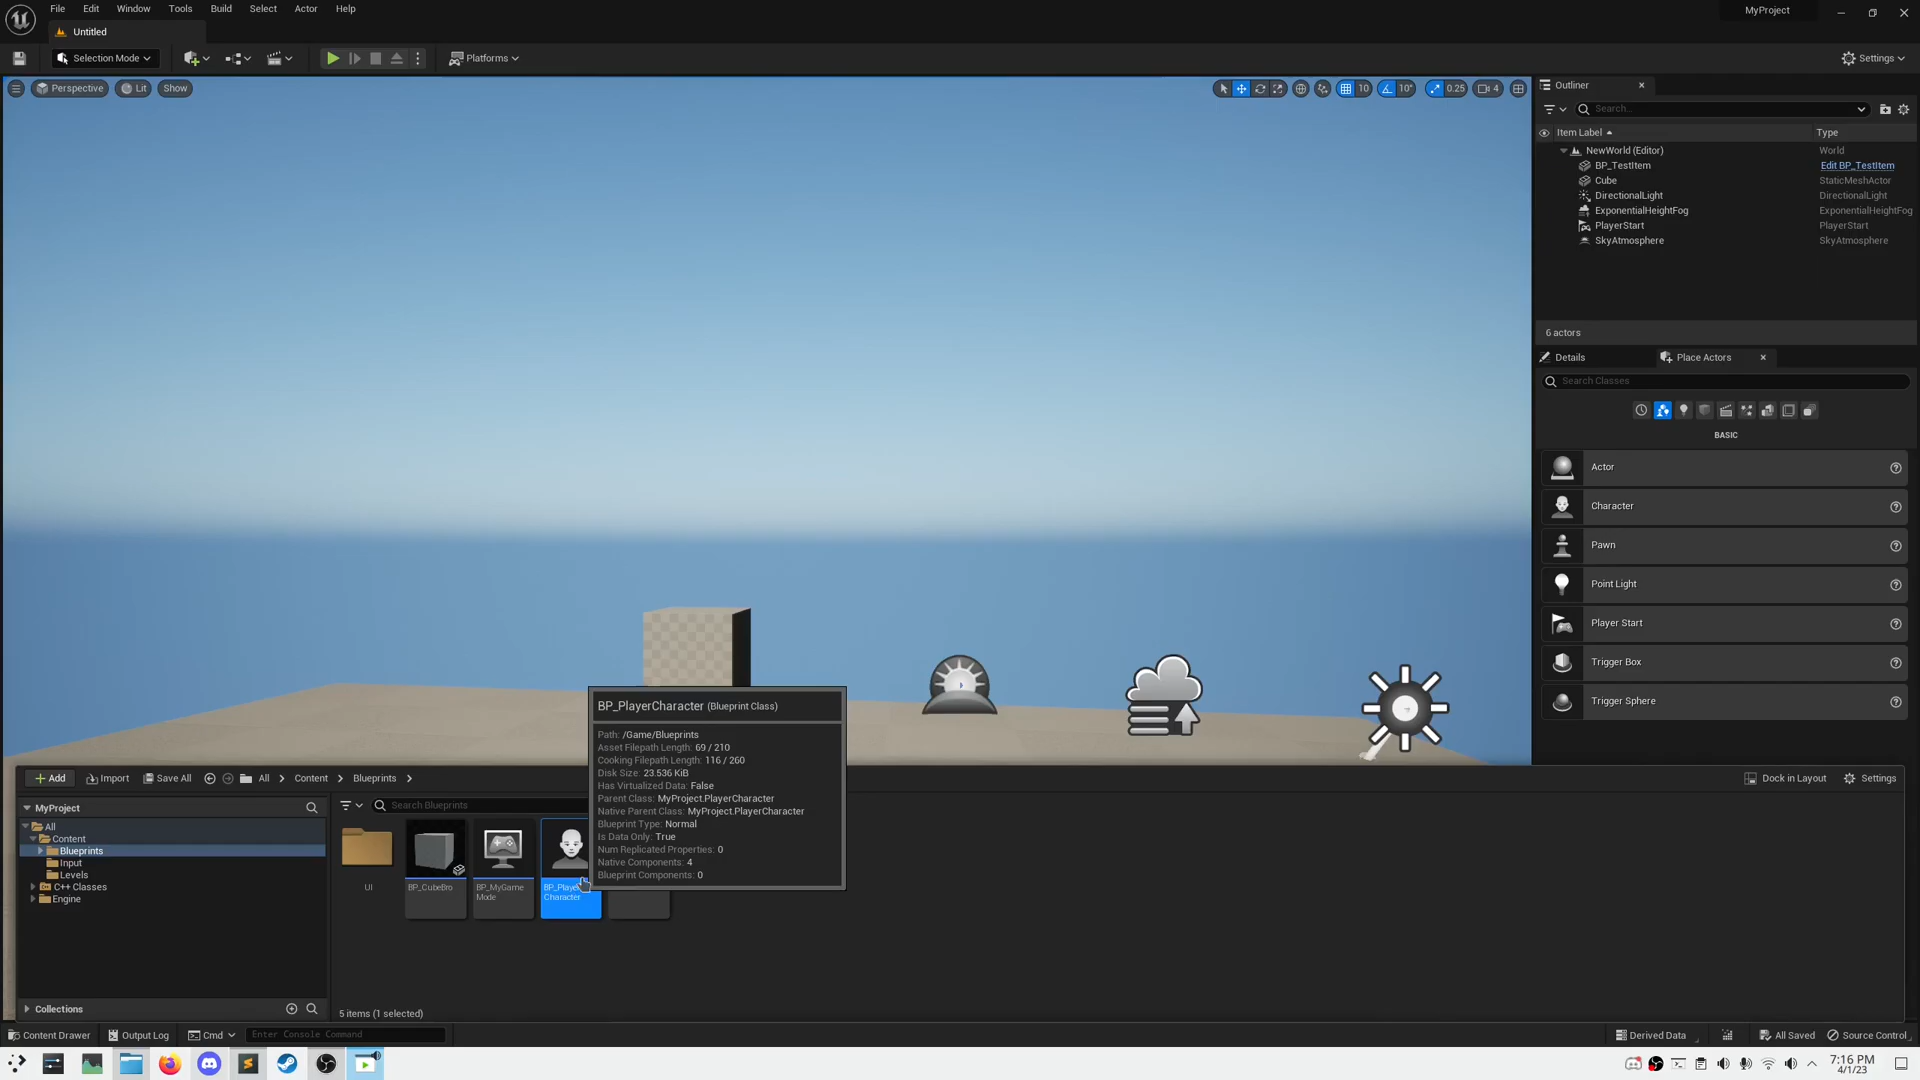 File Edit Window Tools Build Select Actor Help
MyProject
Untitled
Selection Mode
Platforms
Settings
Perspective
Lit
Show
10
10°
0.25
4
Outliner
Search...
Item Label
Type
NewWorld (Editor)
World
BP_TestItem
Edit BP_TestItem
Cube
StaticMeshActor
DirectionalLight
DirectionalLight
ExponentialHeightFog
ExponentialHeightFog
PlayerStart
PlayerStart
SkyAtmosphere
SkyAtmosphere
6 actors
Details
Place Actors
Search Classes
BASIC
Actor
Character
Pawn
Point Light
Player Start
Trigger Box
Trigger Sphere
BP_PlayerCharacter (Blueprint Class)
Path: /Game/Blueprints
Asset Filepath Length: 69 / 210
Cooking Filepath Length: 116 / 260
Disk Size: 23.536 KiB
Has Virtualized Data: False
Parent Class: MyProject.PlayerCharacter
Native Parent Class: MyProject.PlayerCharacter
Blueprint Type: Normal
Is Data Only: True
Num Replicated Properties: 0
Native Components: 4
Blueprint Components: 0
Add
Import
Save All
All
Content
Blueprints
Dock in Layout
Settings
MyProject
All
Content
Blueprints
Input
Levels
C++ Classes
Engine
Collections
Search Blueprints
UI
BP_CubeBro
BP_MyGame
Mode
BP_Player
Character
5 items (1 selected)
Content Drawer
Output Log
Cmd
Enter Console Command
Derived Data
All Saved
Source Control
7:16 PM
4/1/23